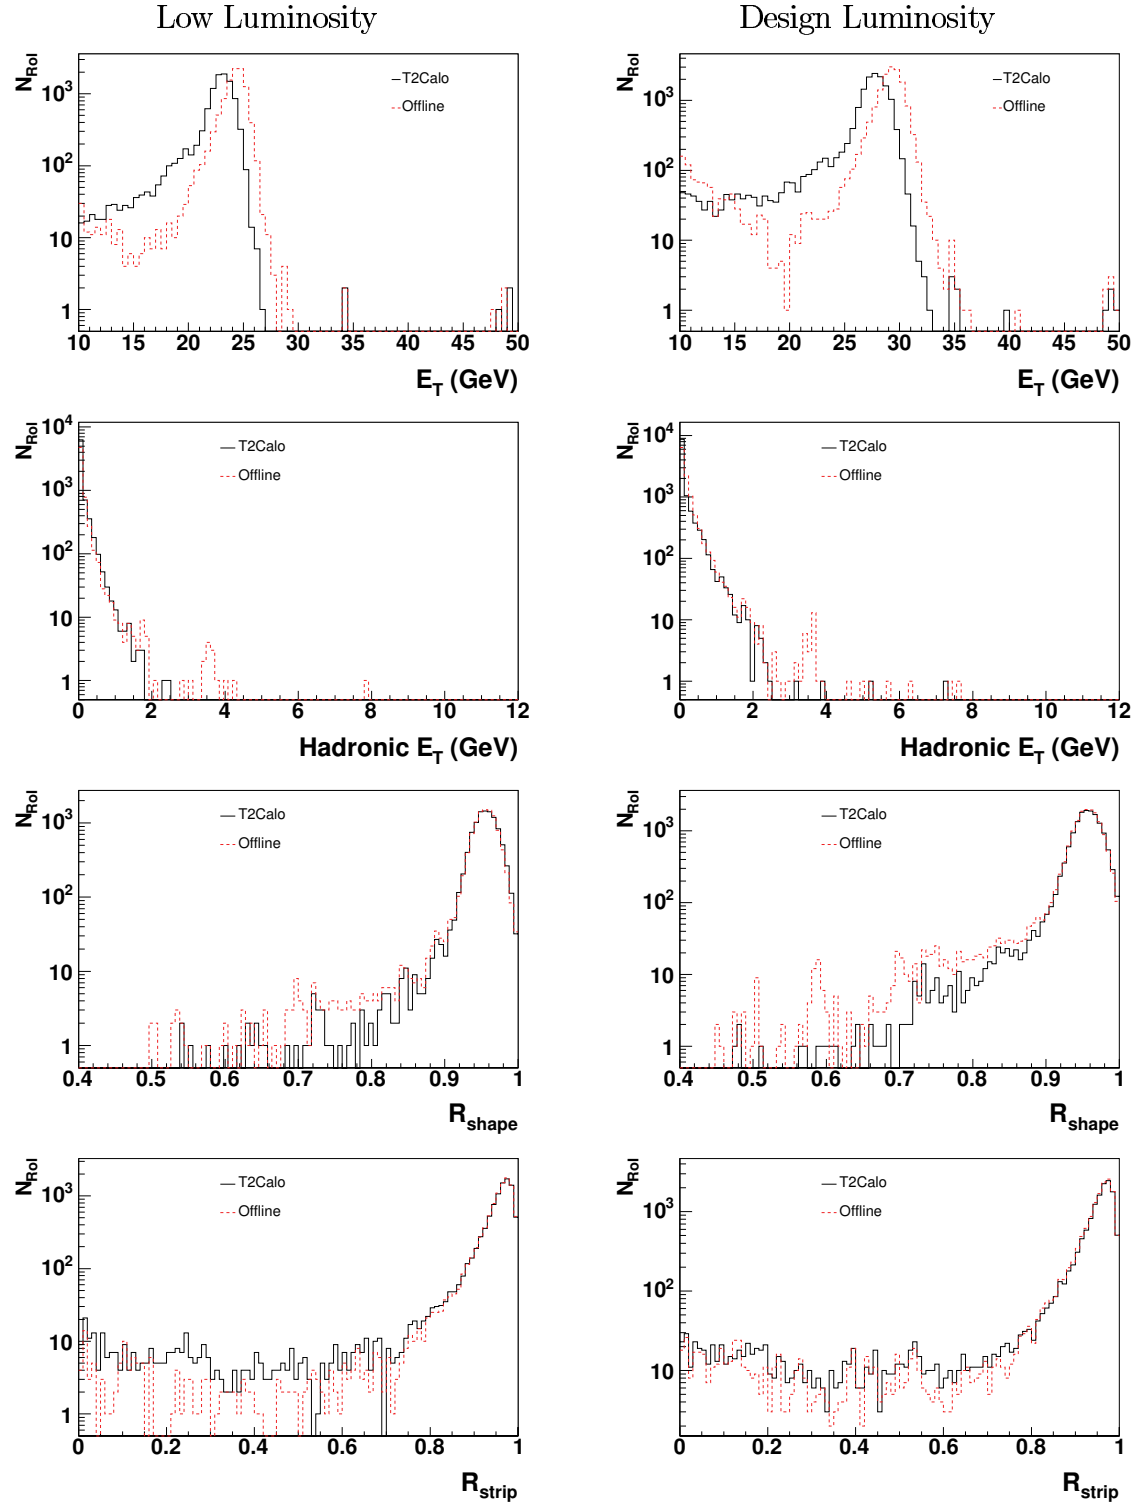 Low Luminosity
Design Luminosity
N_RoI
10^3
10^2
10
1
T2Calo
Offline
10 15 20 25 30 35 40 45 50
E_T (GeV)
N_RoI
10^3
10^2
10
1
T2Calo
Offline
10 15 20 25 30 35 40 45 50
E_T (GeV)
N_RoI
10^4
10^3
10^2
10
1
T2Calo
Offline
0 2 4 6 8 10 12
Hadronic E_T (GeV)
N_RoI
10^4
10^3
10^2
10
1
T2Calo
Offline
0 2 4 6 8 10 12
Hadronic E_T (GeV)
N_RoI
10^3
10^2
10
1
T2Calo
Offline
0.4 0.5 0.6 0.7 0.8 0.9 1
R_shape
N_RoI
10^3
10^2
10
1
T2Calo
Offline
0.4 0.5 0.6 0.7 0.8 0.9 1
R_shape
N_RoI
10^3
10^2
10
1
T2Calo
Offline
0 0.2 0.4 0.6 0.8 1
R_strip
N_RoI
10^3
10^2
10
T2Calo
Offline
0 0.2 0.4 0.6 0.8 1
R_strip